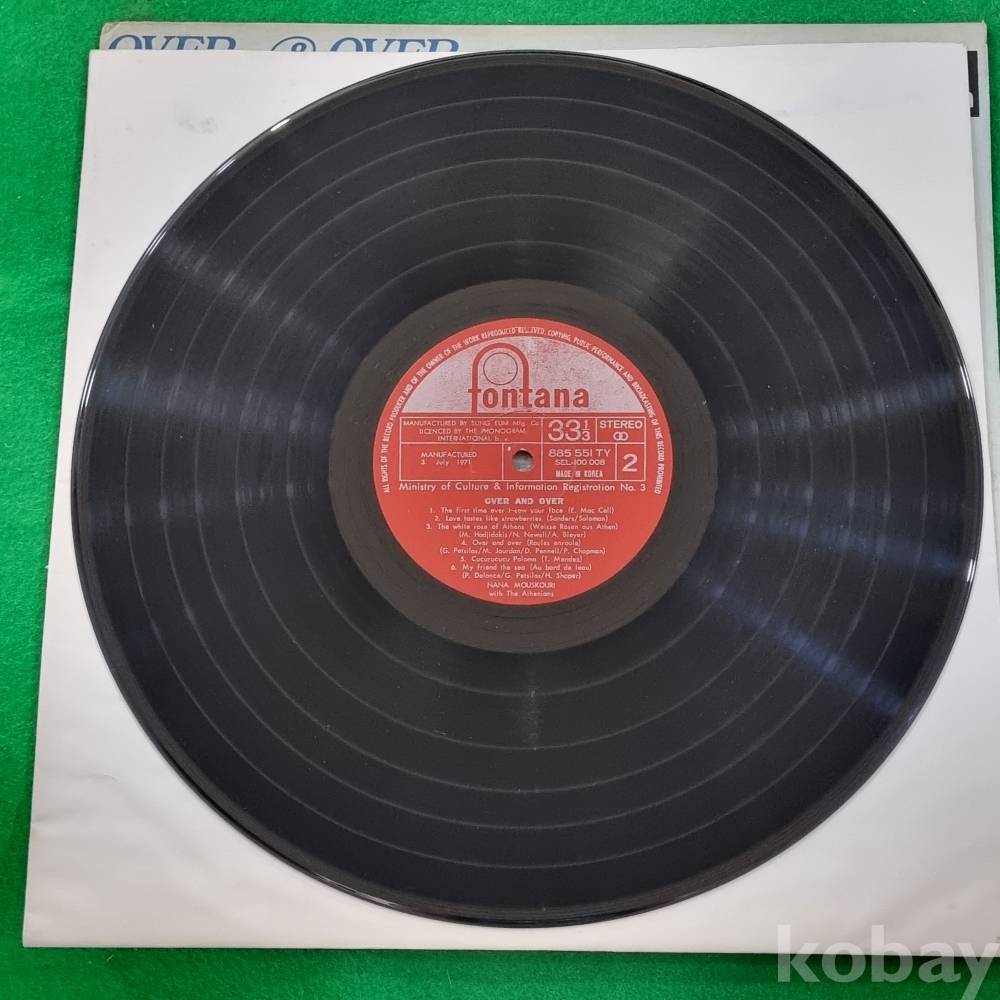 OVER & OVER
ALL RIGHTS OF THE RECORD PRODUCER AND OF THE OWNER OF THE WORK REPRODUCED RESERVED, COPYING, PUBLIC PERFORMANCE AND BROADCASTING OF THIS RECORD PROHIBITED
fontana
MANUFACTURED BY SUNG EUM Mfg. Co.
LICENCED BY THE PHONOGRAM
INTERNATIONAL b. v.
33 1/3
STEREO
MANUFACTURED
3. July 1971
885 551 TY
SEL-100 008
MADE IN KOREA
2
Ministry of Culture & Information Registration No. 3
OVER AND OVER
1. The first time ever I saw your face (E. Mac Coll)
2. Love tastes like strawberries (Sanders/Soloman)
3. The white rose of Athens (Weisse Rosen aus Athen)
(M. Hadjidakis/N. Newall/A. Bleyer)
4. Over and over (Roules enroule)
(G. Petsilas/M. Jourdan/D. Pennell/P. Chapman)
5. Cucurucucu Paloma (T. Mendez)
6. My friend the sea (Au bord de leau)
(P. Delance/G. Petsilas/H. Shaper)
NANA MOUSKOURI
with The Athenians
kobay